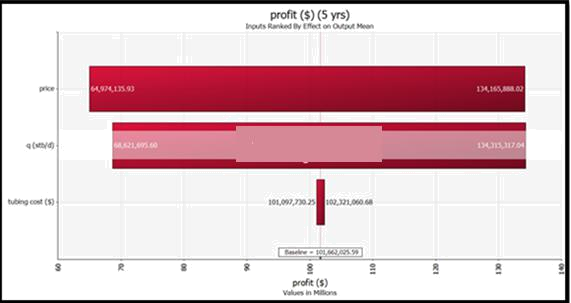 profit ($) (5 yrs)
Inputs Ranked By Effect on Output Mean
price
64,974,135.93
134,165,888.02
q (stb/d)
68,621,695.60
134,315,317.04
tubing cost ($)
101,097,730.25
102,321,060.68
Baseline = 101,662,025.59
60
70
80
90
100
110
120
130
140
profit ($)
Values in Millions